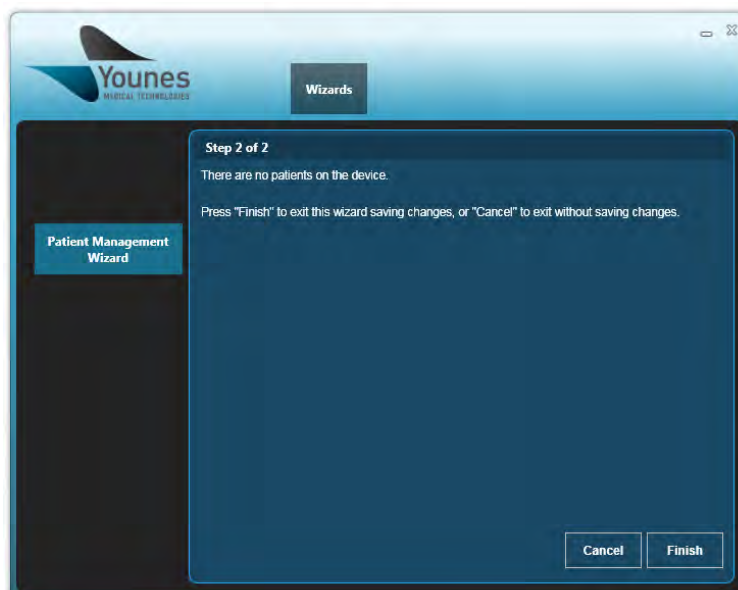 Younes
MEDICAL TECHNOLOGIES
Wizards
Step 2 of 2
There are no patients on the device.
Press "Finish" to exit this wizard saving changes, or "Cancel" to exit without saving changes.
Patient Management
Wizard
Cancel
Finish